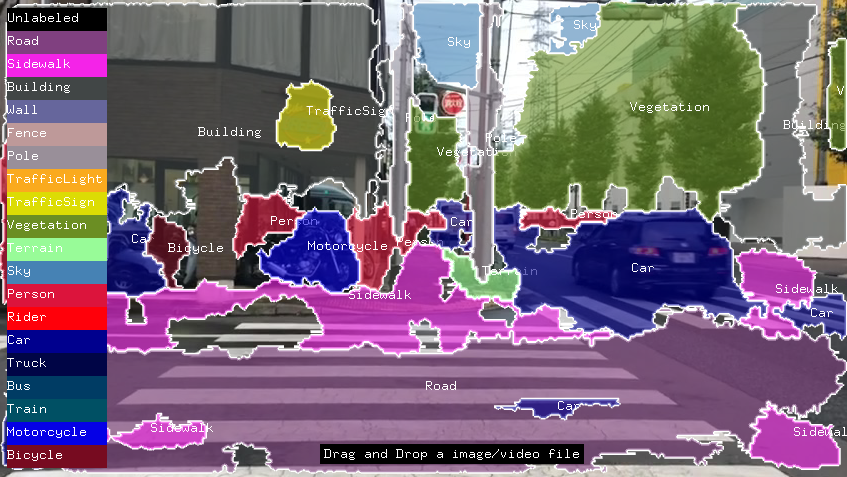 Unlabeled
Road
Sidewalk
Building
Wall
Fence
Pole
TrafficLight
TrafficSign
Vegetation
Terrain
Sky
Person
Rider
Car
Truck
Bus
Train
Motorcycle
Bicycle
Sky
Sky
TrafficSign
Building
Pole
Vegetation
Pole
Vegetation
Building
V
Person
Person
Car
Person
Car
Bicycle
Motorcycle
Car
Terrain
Sidewalk
Sidewalk
Car
Road
Car
Sidewalk
Sidewal
Drag and Drop a image/video file